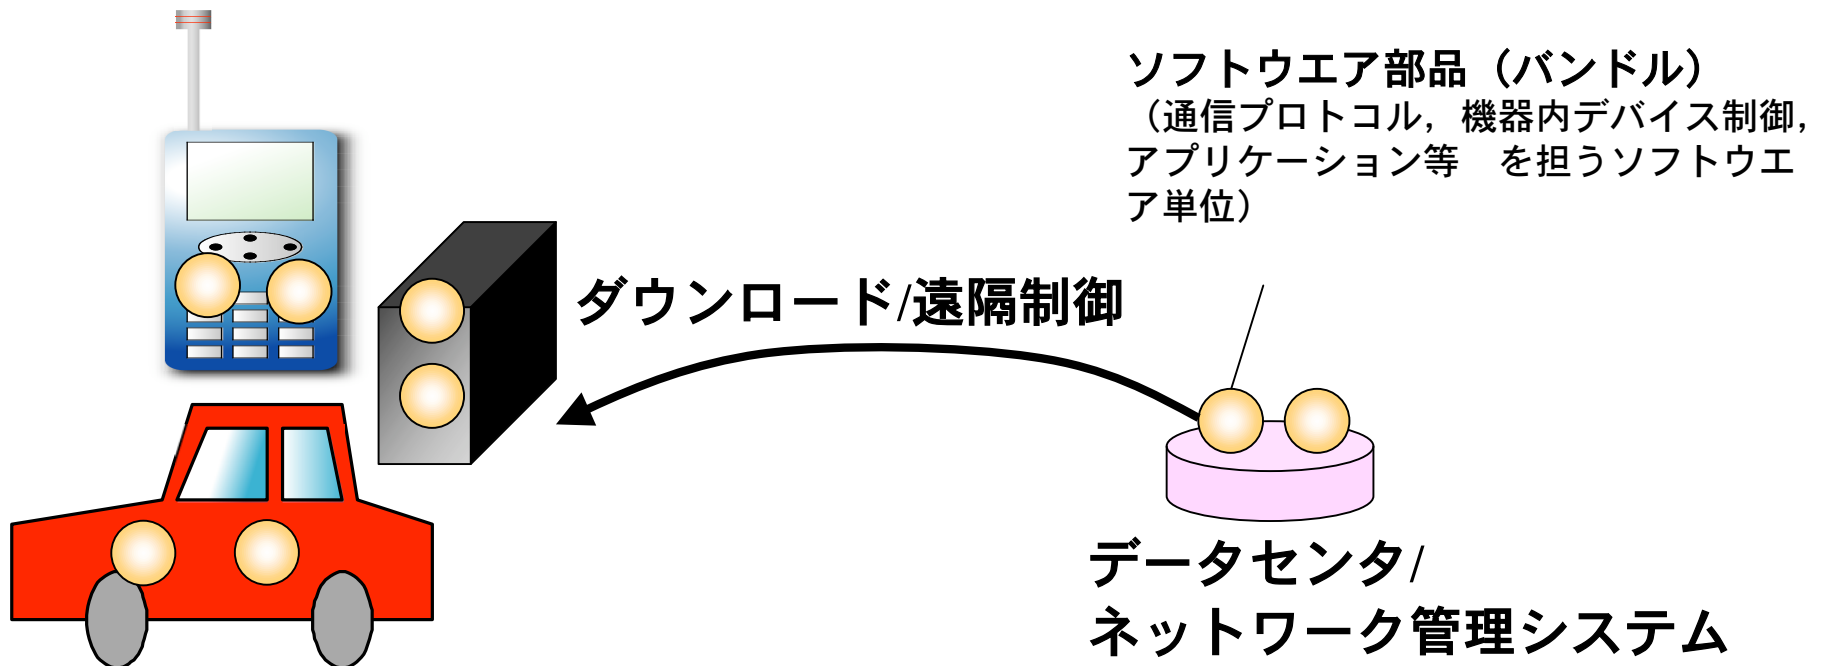 ソフトウエア部品（バンドル）
（通信プロトコル，機器内デバイス制御，
アプリケーション等　を担うソフトウエ
ア単位）
ダウンロード/遠隔制御
データセンタ/
ネットワーク管理システム